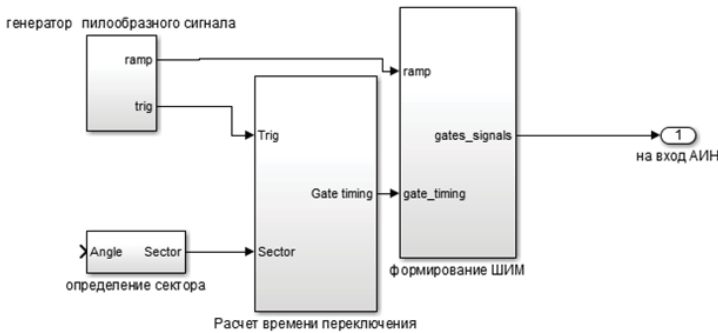 генератор пилообразного сигнала
ramp
trig
ramp
Trig
gates_signals
1
на вход АИН
Gate timing
gate_timing
Angle
Sector
Sector
формирование ШИМ
определение сектора
Расчет времени переключения